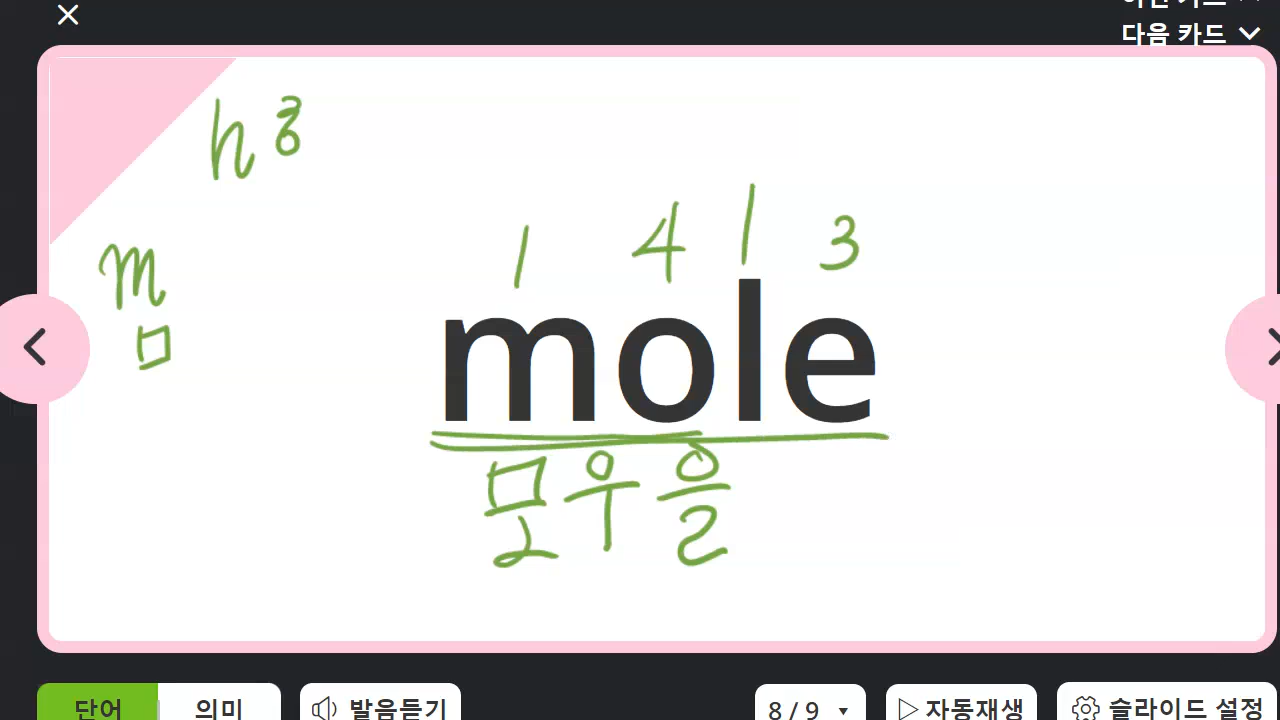 다음 카드
h ㅎ
1 4 1 3
m
ㅁ
mole
모우을
단어 의미 발음듣기 8 / 9 자동재생 슬라이드 설정